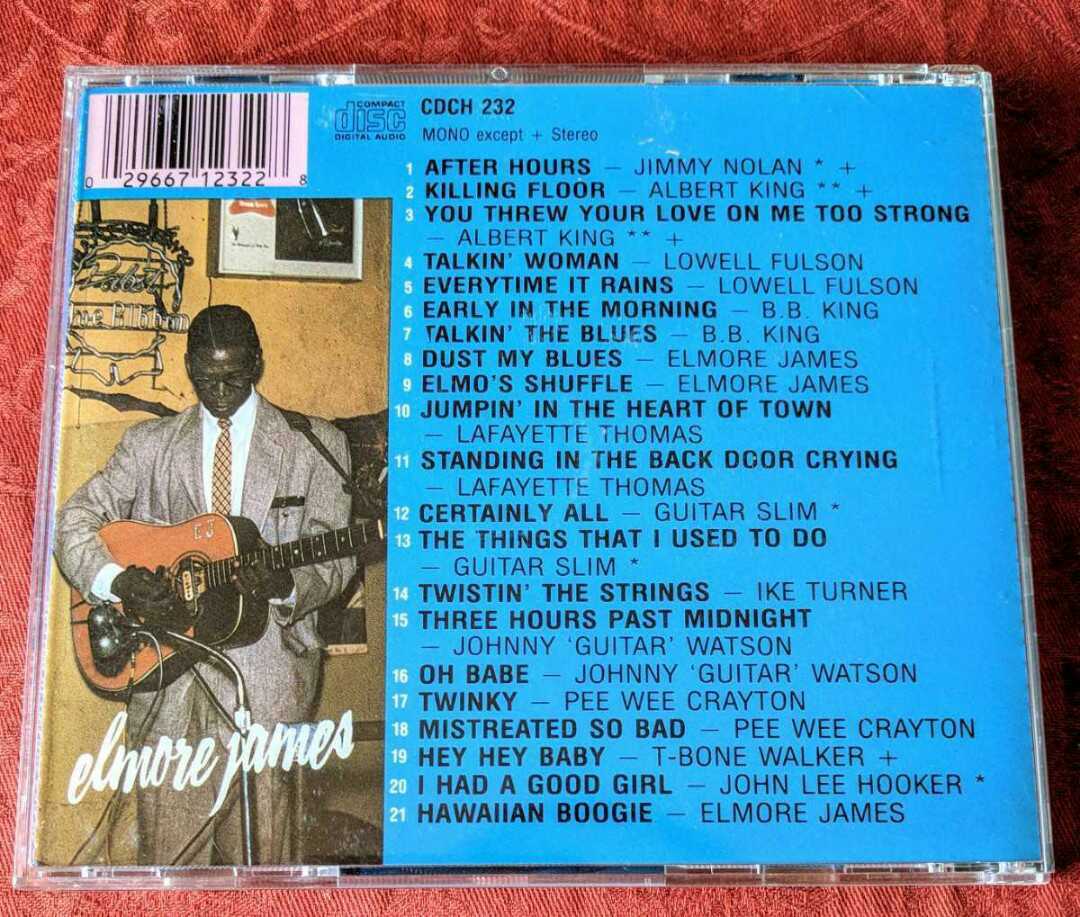 0 29667 12322 8
COMPACT
disc
DIGITAL AUDIO
CDCH 232
MONO except + Stereo
1 AFTER HOURS – JIMMY NOLAN * +
2 KILLING FLOOR – ALBERT KING ** +
3 YOU THREW YOUR LOVE ON ME TOO STRONG
– ALBERT KING ** +
4 TALKIN' WOMAN – LOWELL FULSON
5 EVERYTIME IT RAINS – LOWELL FULSON
6 EARLY IN THE MORNING – B.B. KING
7 TALKIN' THE BLUES – B.B. KING
8 DUST MY BLUES – ELMORE JAMES
9 ELMO'S SHUFFLE – ELMORE JAMES
10 JUMPIN' IN THE HEART OF TOWN
– LAFAYETTE THOMAS
11 STANDING IN THE BACK DOOR CRYING
– LAFAYETTE THOMAS
12 CERTAINLY ALL – GUITAR SLIM *
13 THE THINGS THAT I USED TO DO
– GUITAR SLIM *
14 TWISTIN' THE STRINGS – IKE TURNER
15 THREE HOURS PAST MIDNIGHT
– JOHNNY 'GUITAR' WATSON
16 OH BABE – JOHNNY 'GUITAR' WATSON
17 TWINKY – PEE WEE CRAYTON
18 MISTREATED SO BAD – PEE WEE CRAYTON
19 HEY HEY BABY – T-BONE WALKER +
20 I HAD A GOOD GIRL – JOHN LEE HOOKER *
21 HAWAIIAN BOOGIE – ELMORE JAMES
Pabst
Blue Ribbon
EJ
elmore james